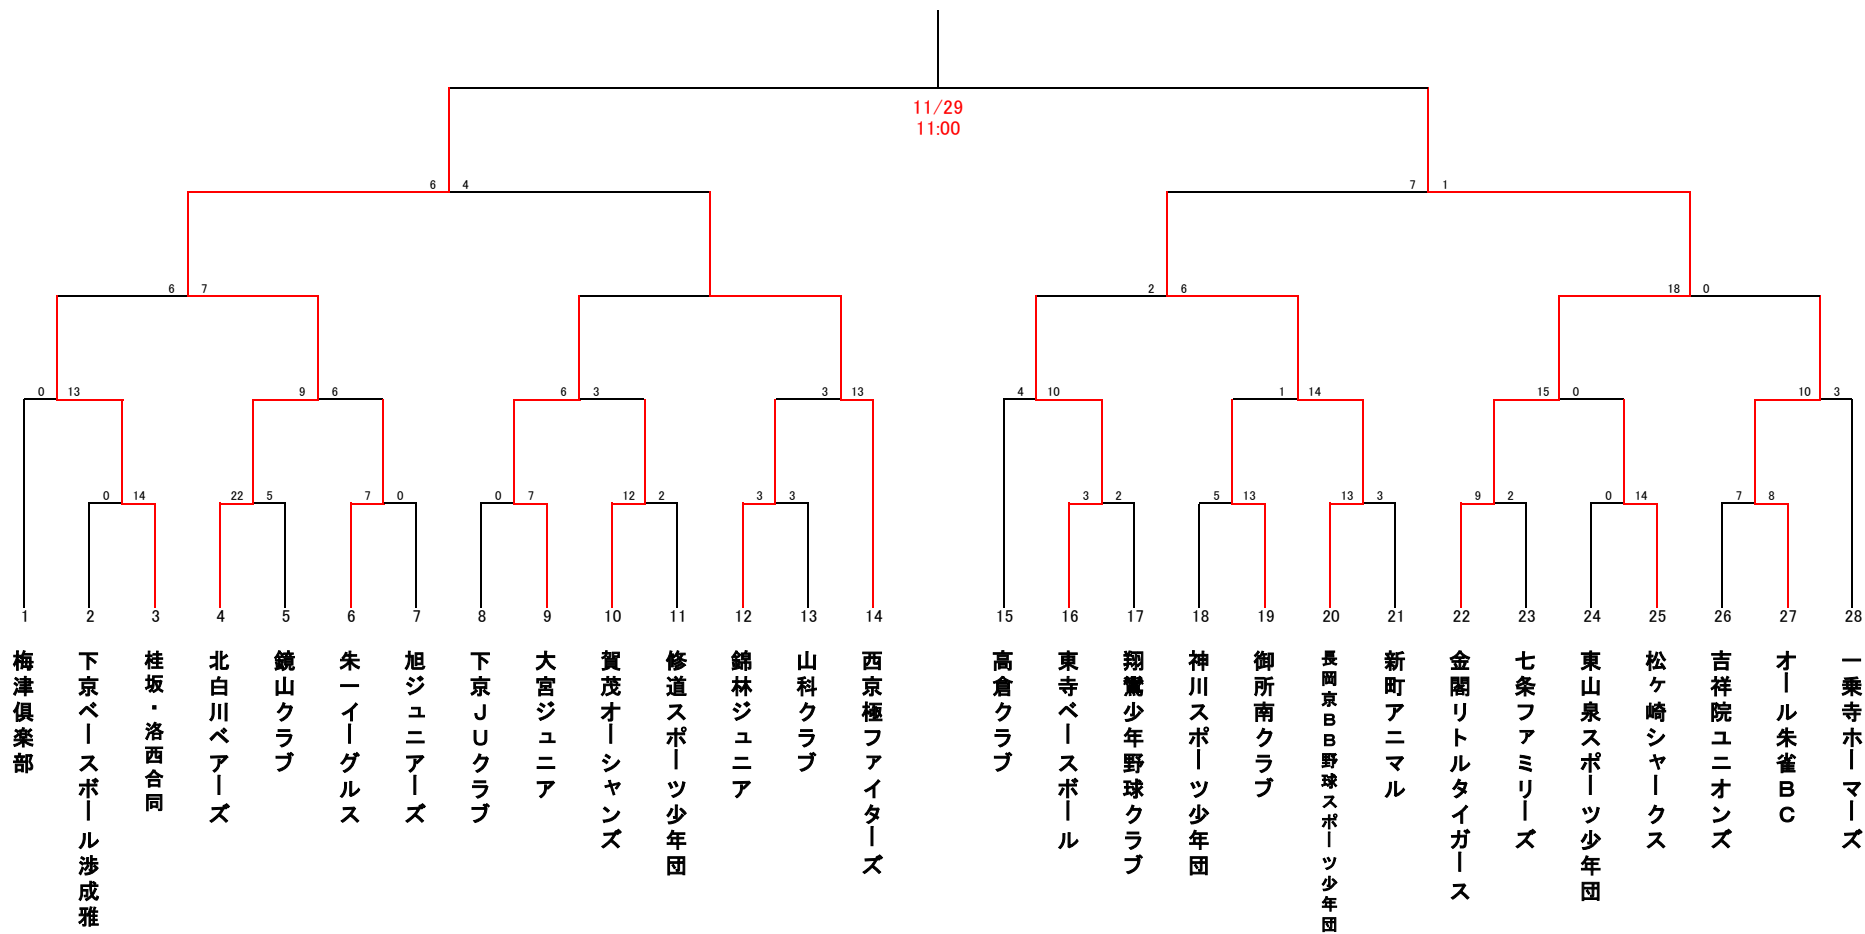 11/29
11:00
6 4
7 1
6 7
2 6
18 0
0 13
9 6
6 3
3 13
4 10
1 14
15 0
10 3
0 14
22 5
7 0
0 7
12 2
3 3
3 2
5 13
13 3
9 2
0 14
7 8
1 2 3 4 5 6 7 8 9 10 11 12 13 14 15 16 17 18 19 20 21 22 23 24 25 26 27 28
梅津倶楽部
下京ベースボール渉成雅
桂坂・洛西合同
北白川ベアーズ
鏡山クラブ
朱一イーグルス
旭ジュニアーズ
下京JUクラブ
大宮ジュニア
賀茂オーシャンズ
修道スポーツ少年団
錦林ジュニア
山科クラブ
西京極ファイターズ
高倉クラブ
東寺ベースボール
翔鸞少年野球クラブ
神川スポーツ少年団
御所南クラブ
長岡京BB野球スポーツ少年団
新町アニマル
金閣リトルタイガース
七条ファミリーズ
東山泉スポーツ少年団
松ヶ崎シャークス
吉祥院ユニオンズ
オール朱雀BC
一乗寺ホーマーズ